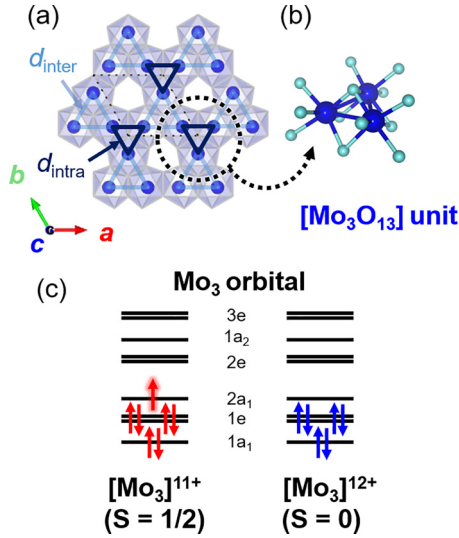 (a)
(b)
d_inter
d_intra
b
c
a
[Mo₃O₁₃] unit
(c)
Mo₃ orbital
3e
1a₂
2e
2a₁
1e
1a₁
[Mo₃]¹¹⁺
(S = 1/2)
[Mo₃]¹²⁺
(S = 0)